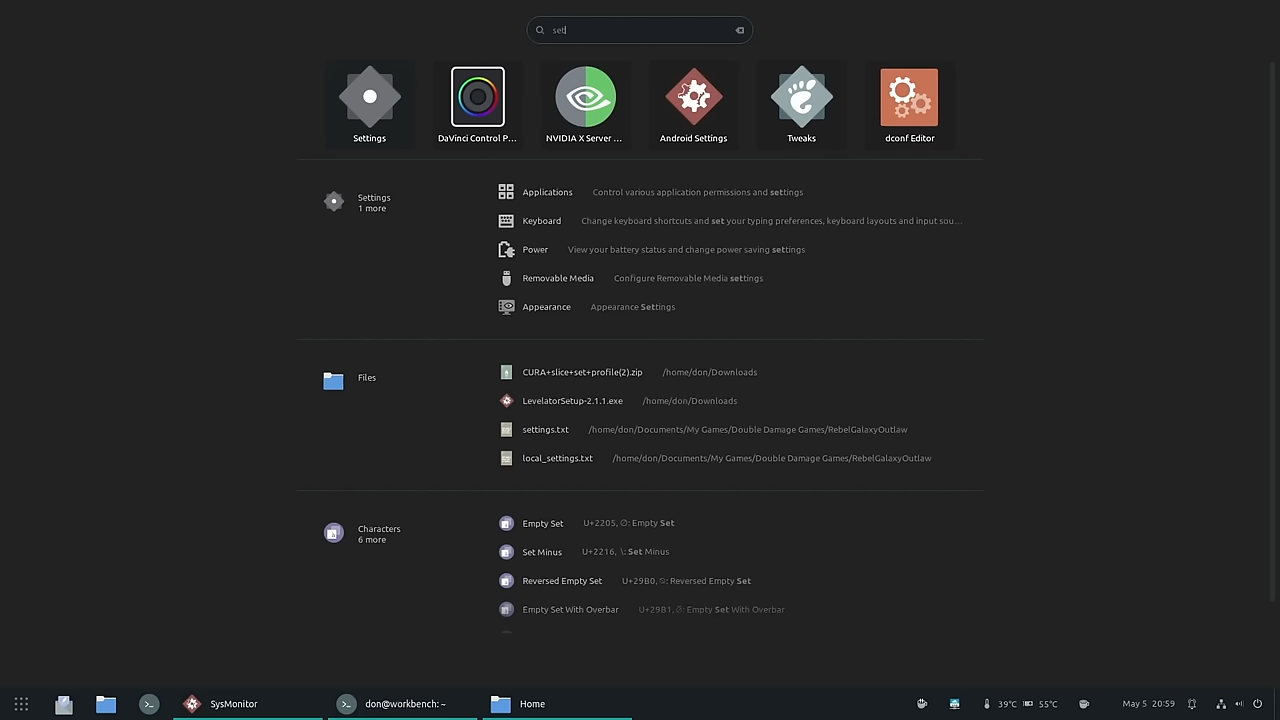 set
Settings
DaVinci Control P...
NVIDIA X Server ...
Android Settings
Tweaks
dconf Editor
Settings
1 more
Applications Control various application permissions and settings
Keyboard Change keyboard shortcuts and set your typing preferences, keyboard layouts and input sou...
Power View your battery status and change power saving settings
Removable Media Configure Removable Media settings
Appearance Appearance Settings
Files
CURA+slice+set+profile(2).zip /home/don/Downloads
LevelatorSetup-2.1.1.exe /home/don/Downloads
settings.txt /home/don/Documents/My Games/Double Damage Games/RebelGalaxyOutlaw
local_settings.txt /home/don/Documents/My Games/Double Damage Games/RebelGalaxyOutlaw
Characters
6 more
Empty Set U+2205, ∅: Empty Set
Set Minus U+2216, ∖: Set Minus
Reversed Empty Set U+29B0, ⦰: Reversed Empty Set
Empty Set With Overbar U+29B1, ⦱: Empty Set With Overbar
SysMonitor
don@workbench: ~
Home
39°C
55°C
May 5 20:59